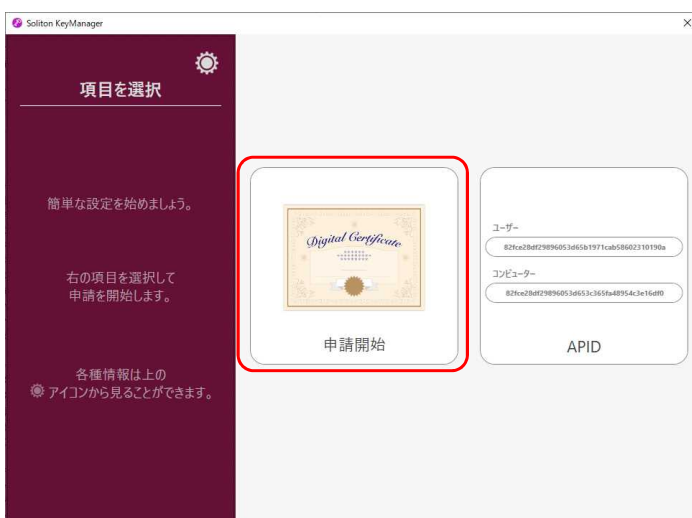 Soliton KeyManager
項目を選択
簡単な設定を始めましょう。
右の項目を選択して
申請を開始します。
各種情報は上の
アイコンから見ることができます。
Digital Certificate
申請開始
ユーザー
82fce28df29896053d65b1971cab58602310190a
コンピューター
82fce28df29896053d653c365fa48954c3e16df0
APID